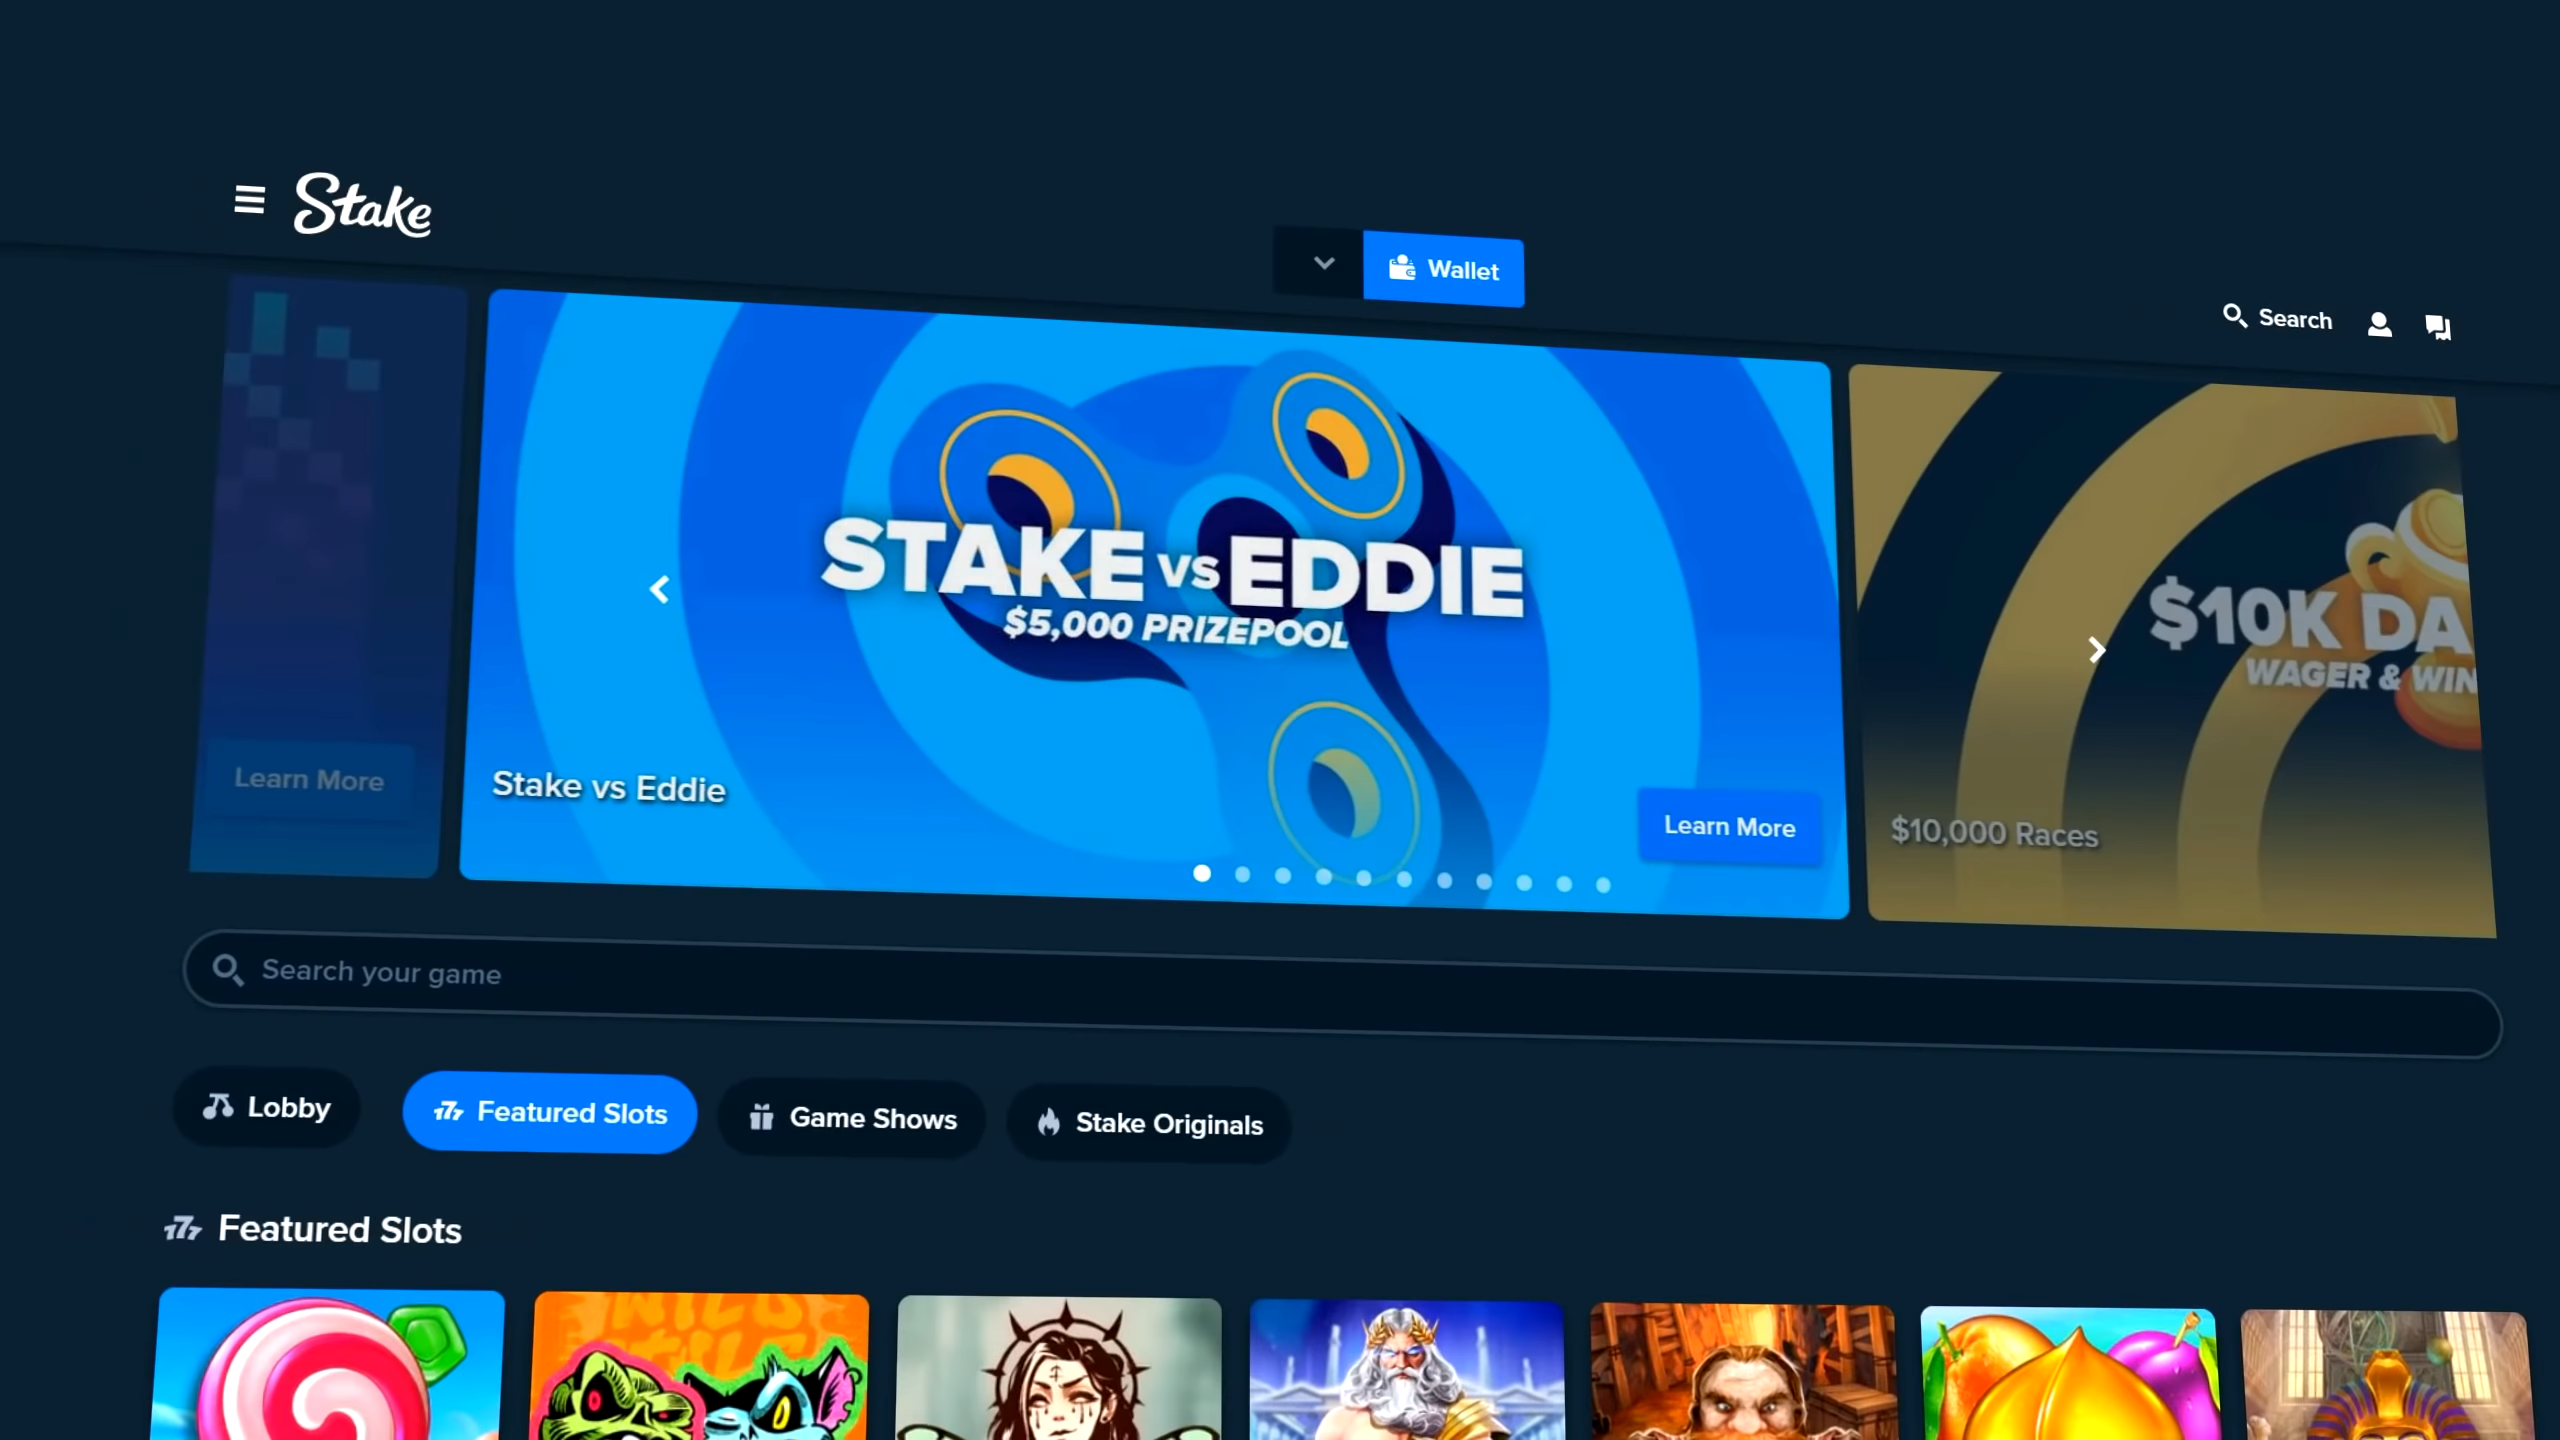 Stake
Wallet
Search
STAKE VS EDDIE
$5,000 PRIZEPOOL
Stake vs Eddie
Learn More
Learn More
$10K DA
WAGER & WIN
$10,000 Races
Search your game
Lobby
Featured Slots
Game Shows
Stake Originals
Featured Slots
WILD